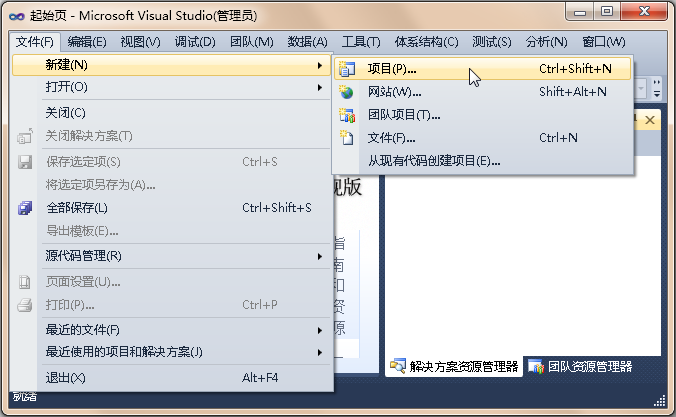 起始页 - Microsoft Visual Studio(管理员)
文件(F) 编辑(E) 视图(V) 调试(D) 团队(M) 数据(A) 工具(T) 体系结构(C) 测试(S) 分析(N) 窗口(W)
新建(N)
项目(P)... Ctrl+Shift+N
打开(O)
网站(W)... Shift+Alt+N
关闭(C)
团队项目(T)...
关闭解决方案(T)
文件(F)... Ctrl+N
保存选定项(S) Ctrl+S
从现有代码创建项目(E)...
将选定项另存为(A)...
视版
全部保存(L) Ctrl+Shift+S
导出模板(E)...
指
源代码管理(R)
南
页面设置(U)...
和
打印(P)... Ctrl+P
资
最近的文件(F)
源
最近使用的项目和解决方案(J)
解决方案资源管理器 团队资源管理器
退出(X) Alt+F4
就绪